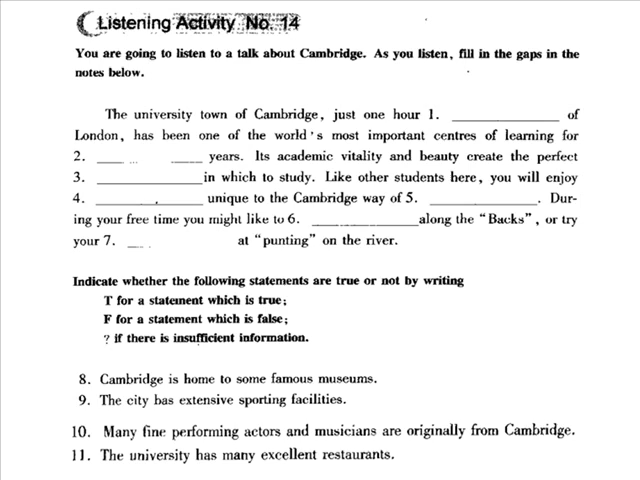 Listening Activity No. 14
You are going to listen to a talk about Cambridge. As you listen, fill in the gaps in the
notes below.
The university town of Cambridge, just one hour 1. ____________ of
London, has been one of the world's most important centres of learning for
2. ____ ... ____ years. Its academic vitality and beauty create the perfect
3. ____________ in which to study. Like other students here, you will enjoy
4. ____________ unique to the Cambridge way of 5. ____________. Dur-
ing your free time you might like to 6. ____________ along the "Backs", or try
your 7. ____ at "punting" on the river.
Indicate whether the following statements are true or not by writing
T for a statement which is true;
F for a statement which is false;
? if there is insufficient information.
8. Cambridge is home to some famous museums.
9. The city has extensive sporting facilities.
10. Many fine performing actors and musicians are originally from Cambridge.
11. The university has many excellent restaurants.